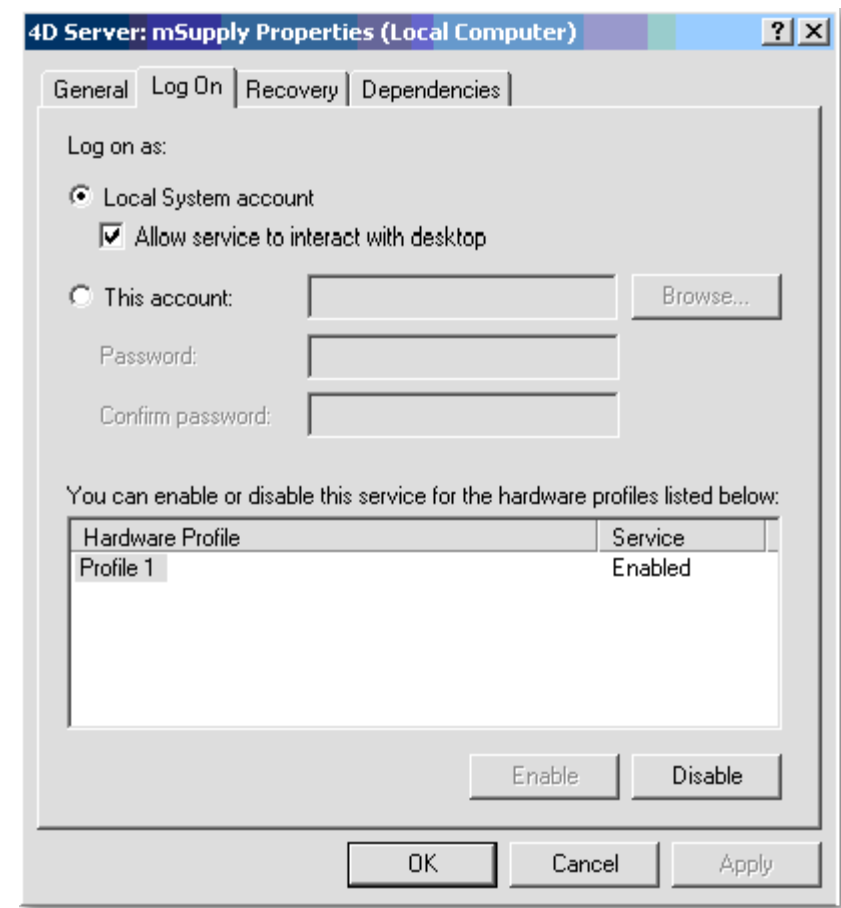 4D Server: mSupply Properties (Local Computer) ? X
General Log On Recovery Dependencies
Log on as:
Local System account
Allow service to interact with desktop
This account: Browse...
Password:
Confirm password:
You can enable or disable this service for the hardware profiles listed below:
Hardware Profile Service
Profile 1 Enabled
Enable Disable
OK Cancel Apply